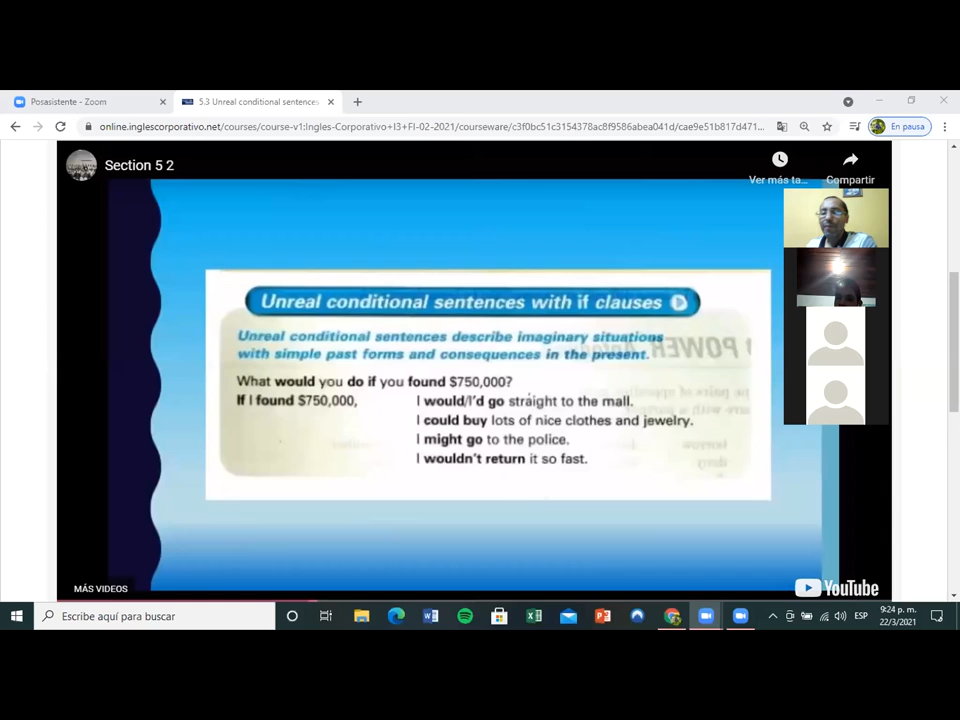 Posasistente - Zoom
5.3 Unreal conditional sentences
online.inglescorporativo.net/courses/course-v1:Ingles-Corporativo+I3+FI-02-2021/courseware/c3f0bc51c3154378ac8f9586abea041d/cae9e51b817d471...
En pausa
Section 5 2
Ver más ta...
Compartir
Unreal conditional sentences with if clauses
Unreal conditional sentences describe imaginary situations
with simple past forms and consequences in the present.
What would you do if you found $750,000?
If I found $750,000, I would/I'd go straight to the mall.
I could buy lots of nice clothes and jewelry.
I might go to the police.
I wouldn't return it so fast.
MÁS VIDEOS
YouTube
Escribe aquí para buscar
ESP
9:24 p. m.
22/3/2021